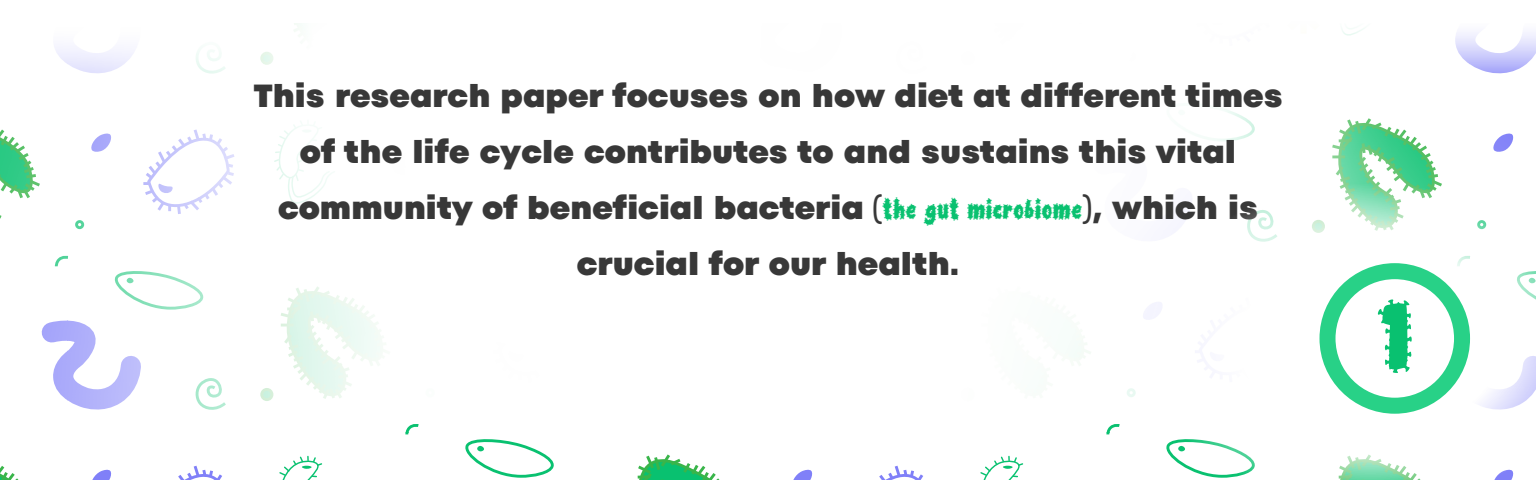 This research paper focuses on how diet at different times
of the life cycle contributes to and sustains this vital
community of beneficial bacteria (the gut microbiome), which is
crucial for our health.
1